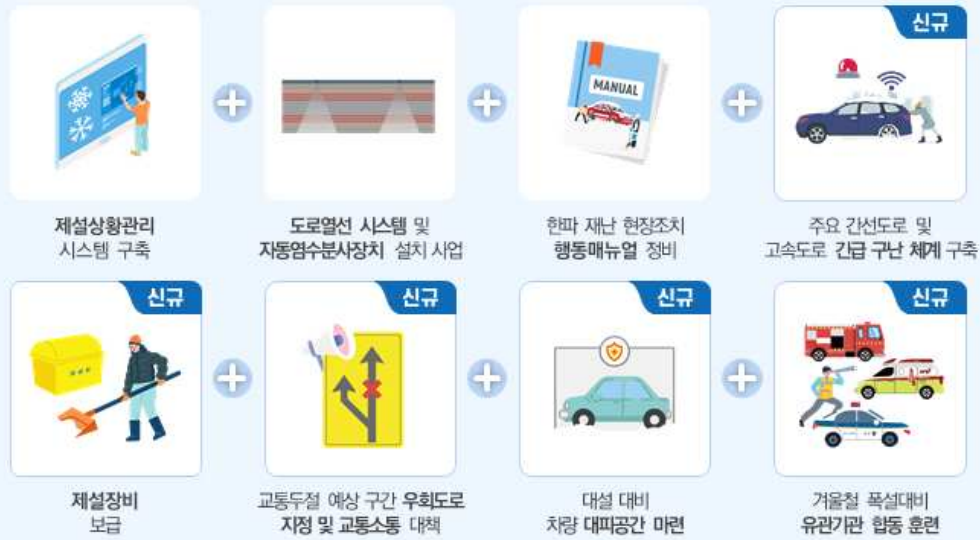 신규
MANUAL
제설상황관리
시스템 구축
도로열선 시스템 및
자동염수분사장치 설치 사업
한파 재난 현장조치
행동매뉴얼 정비
주요 간선도로 및
고속도로 긴급 구난 체계 구축
신규
신규
신규
신규
제설장비
보급
교통두절 예상 구간 우회도로
지정 및 교통소통 대책
대설 대비
차량 대피공간 마련
겨울철 폭설대비
유관기관 합동 훈련